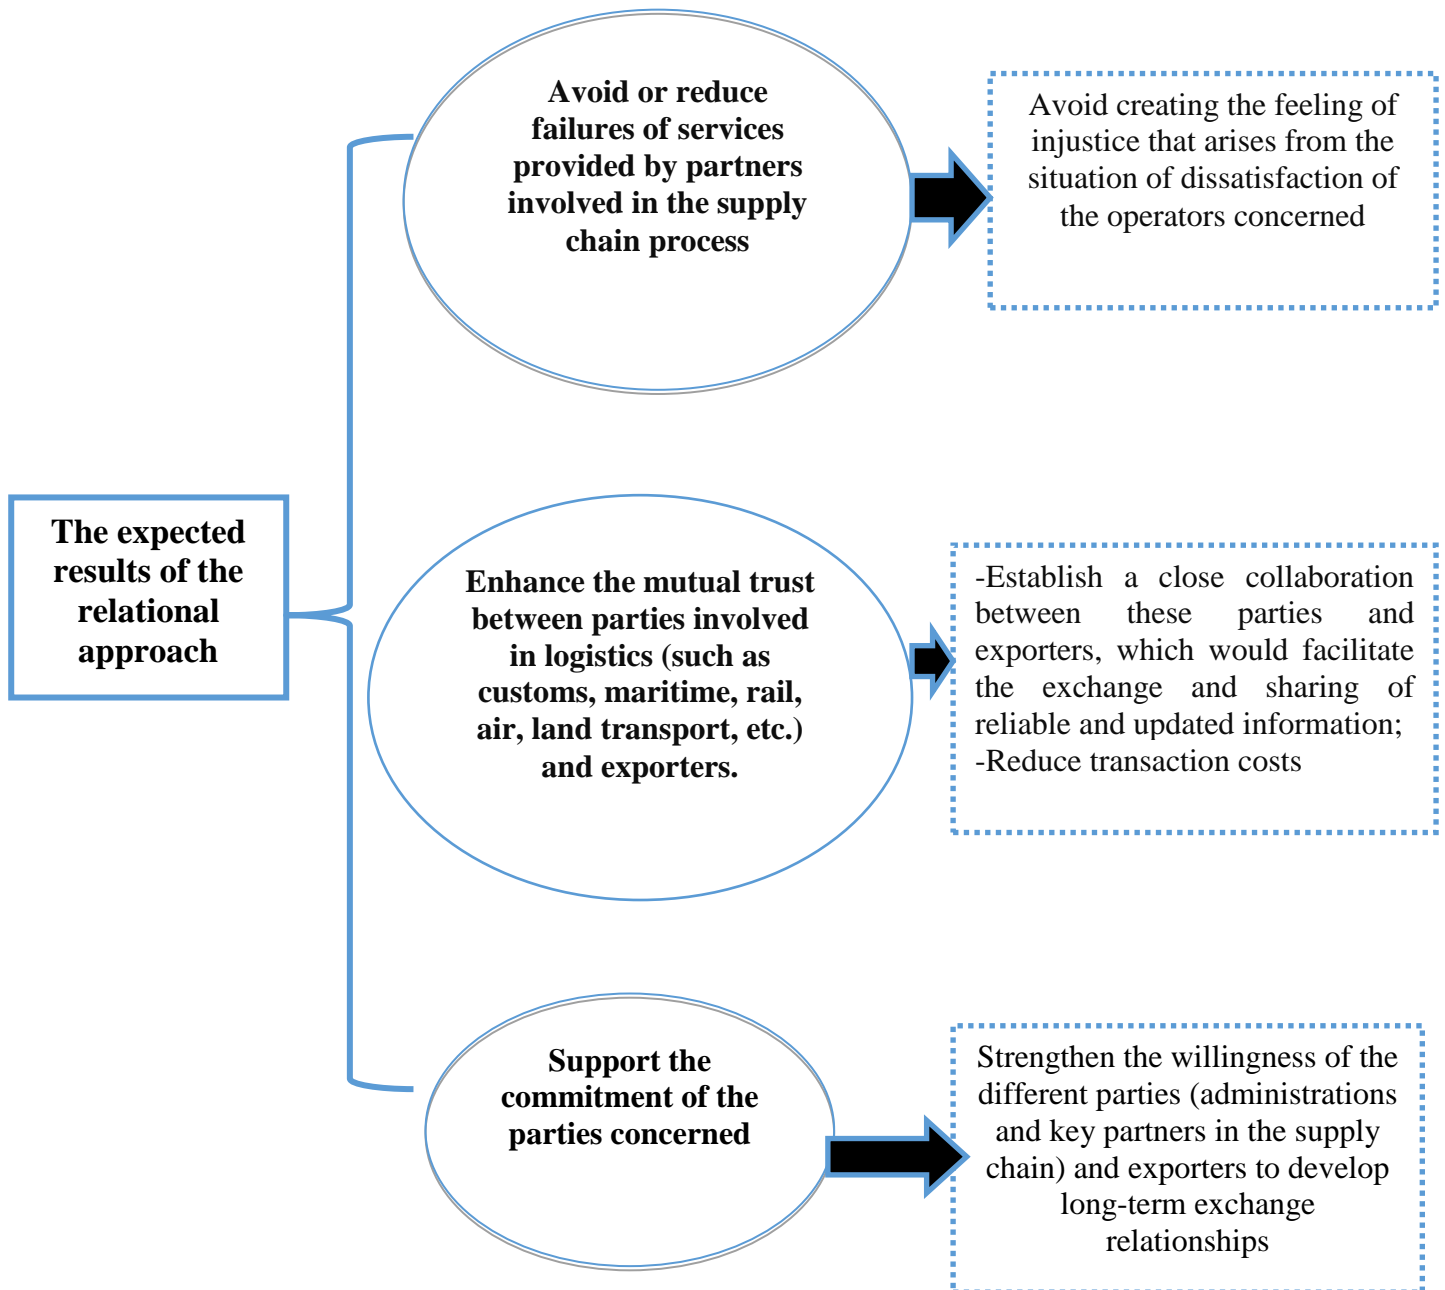 The expected
results of the
relational
approach
Avoid or reduce
failures of services
provided by partners
involved in the supply
chain process
Avoid creating the feeling of
injustice that arises from the
situation of dissatisfaction of
the operators concerned
Enhance the mutual trust
between parties involved
in logistics (such as
customs, maritime, rail,
air, land transport, etc.)
and exporters.
-Establish a close collaboration
between these parties and
exporters, which would facilitate
the exchange and sharing of
reliable and updated information;
-Reduce transaction costs
Support the
commitment of the
parties concerned
Strengthen the willingness of the
different parties (administrations
and key partners in the supply
chain) and exporters to develop
long-term exchange
relationships